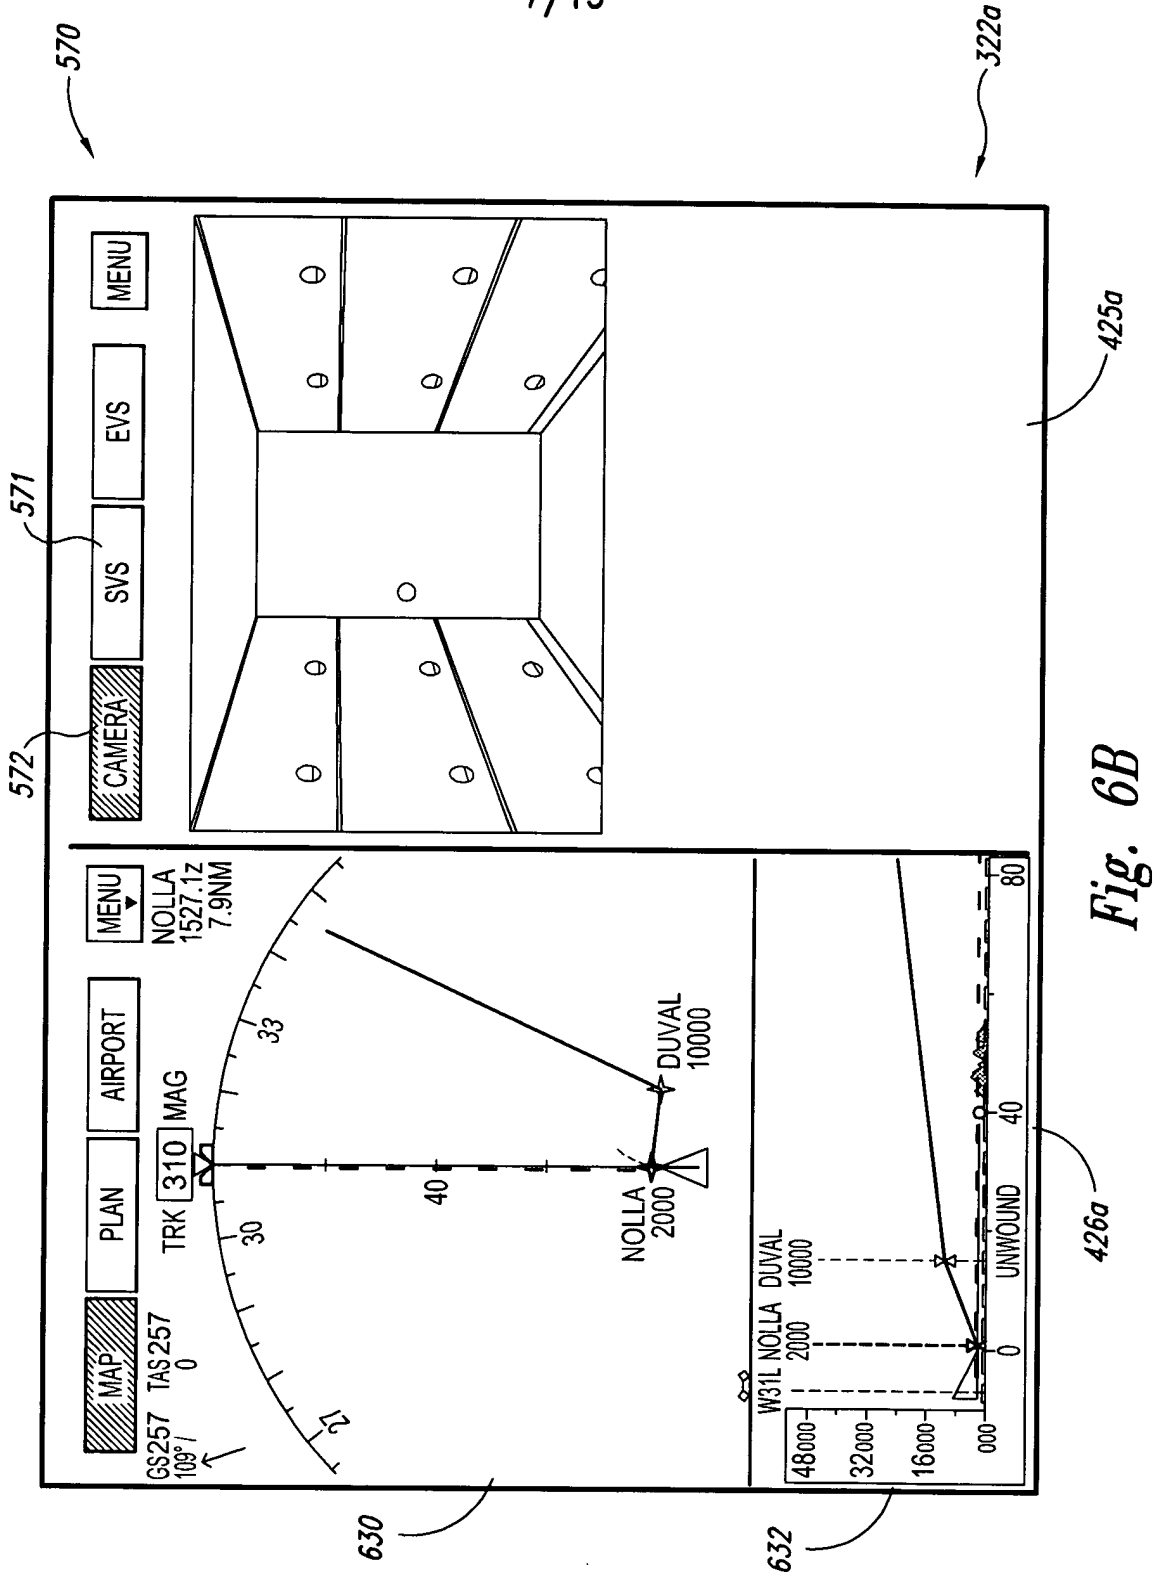 570
322a
572
571
MAP
PLAN
AIRPORT
MENU
CAMERA
SVS
EVS
MENU
GS257 TAS257
109°/ 0
TRK 310 MAG
NOLLA
1527.1z
7.9NM
27
30
33
40
NOLLA
2000
DUVAL
10000
630
W31L NOLLA DUVAL
2000 10000
48000
32000
16000
000
0
UNWOUND
40
80
632
426a
425a
Fig. 6B